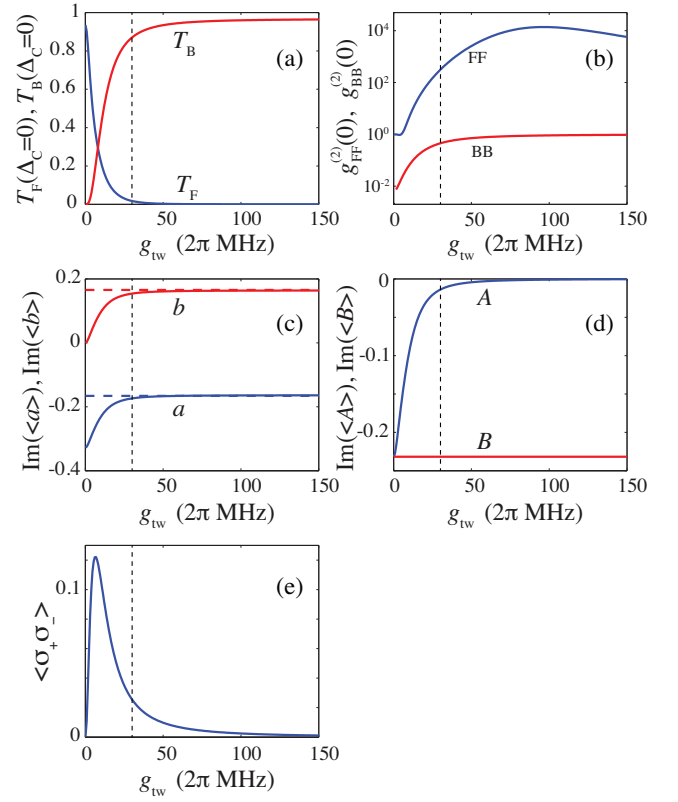 T_F(Δ_C=0), T_B(Δ_C=0)
1
0.8
0.6
0.4
0.2
0
T_B
T_F
(a)
0 50 100 150
g_tw (2π MHz)
g_FF^(2)(0), g_BB^(2)(0)
10^4
10^2
10^0
10^-2
FF
BB
(b)
0 50 100 150
g_tw (2π MHz)
Im(<a>), Im(<b>)
0.2
0
-0.2
-0.4
b
a
(c)
0 50 100 150
g_tw (2π MHz)
Im(<A>), Im(<B>)
0
-0.1
-0.2
A
B
(d)
0 50 100 150
g_tw (2π MHz)
<σ_+σ_->
0.1
0
(e)
0 50 100 150
g_tw (2π MHz)